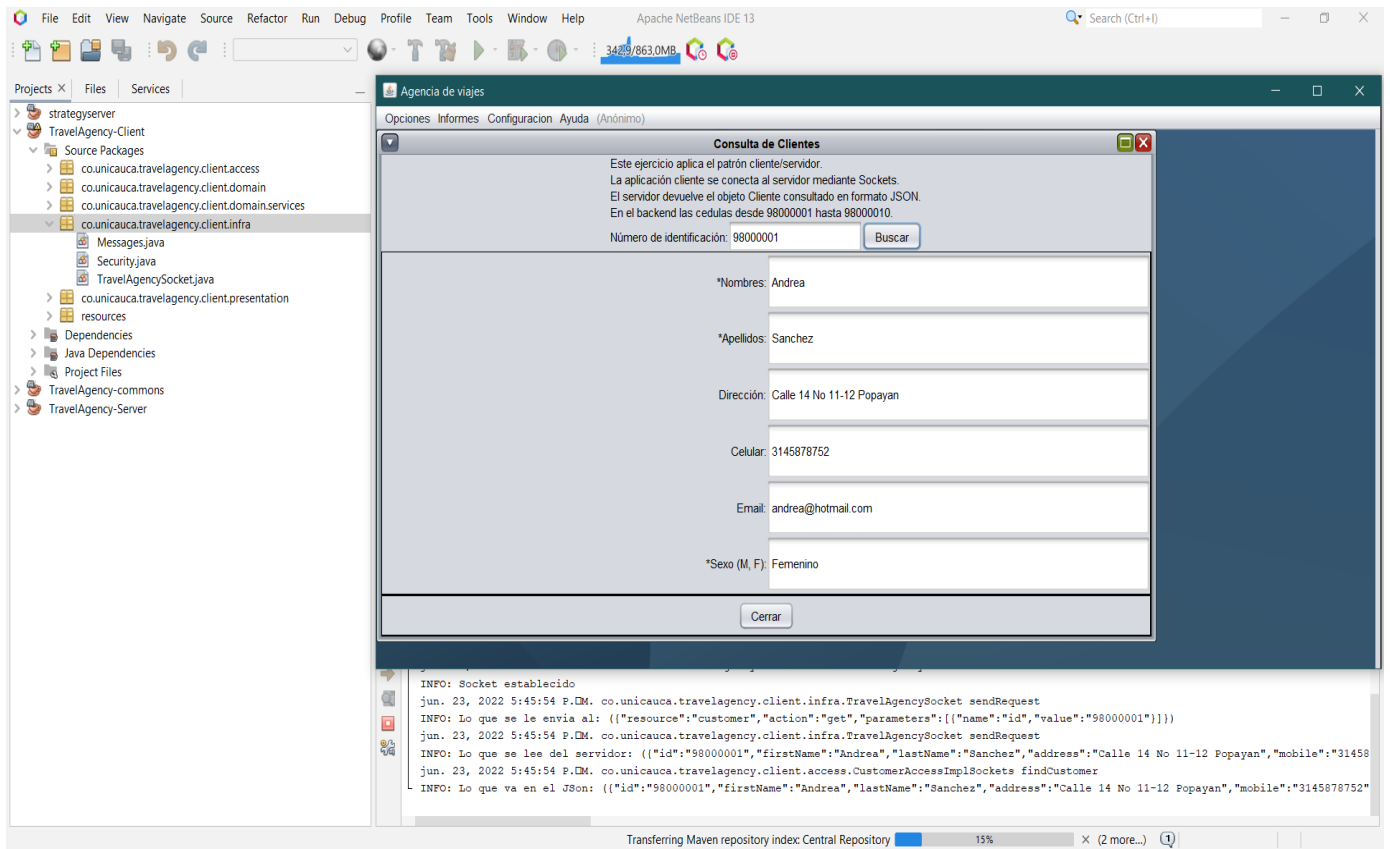 File Edit View Navigate Source Refactor Run Debug Profile Team Tools Window Help Apache NetBeans IDE 13 Search (Ctrl+I)
342,9/863,0MB
Projects Files Services
strategyserver
TravelAgency-Client
Source Packages
co.unicauca.travelagency.client.access
co.unicauca.travelagency.client.domain
co.unicauca.travelagency.client.domain.services
co.unicauca.travelagency.client.infra
Messages.java
Security.java
TravelAgencySocket.java
co.unicauca.travelagency.client.presentation
resources
Dependencies
Java Dependencies
Project Files
TravelAgency-commons
TravelAgency-Server
Agencia de viajes
Opciones Informes Configuracion Ayuda (Anónimo)
Consulta de Clientes
Este ejercicio aplica el patrón cliente/servidor.
La aplicación cliente se conecta al servidor mediante Sockets.
El servidor devuelve el objeto Cliente consultado en formato JSON.
En el backend las cedulas desde 98000001 hasta 98000010.
Número de identificación: 98000001 Buscar
*Nombres: Andrea
*Apellidos: Sanchez
Dirección: Calle 14 No 11-12 Popayan
Celular: 3145878752
Email: andrea@hotmail.com
*Sexo (M, F): Femenino
Cerrar
INFO: Socket establecido
jun. 23, 2022 5:45:54 P.□M. co.unicauca.travelagency.client.infra.TravelAgencySocket sendRequest
INFO: Lo que se le envia al: ({"resource":"customer","action":"get","parameters":[{"name":"id","value":"98000001"}]})
jun. 23, 2022 5:45:54 P.□M. co.unicauca.travelagency.client.infra.TravelAgencySocket sendRequest
INFO: Lo que se lee del servidor: ({"id":"98000001","firstName":"Andrea","lastName":"Sanchez","address":"Calle 14 No 11-12 Popayan","mobile":"31458
jun. 23, 2022 5:45:54 P.□M. co.unicauca.travelagency.client.access.CustomerAccessImplSockets findCustomer
INFO: Lo que va en el JSon: ({"id":"98000001","firstName":"Andrea","lastName":"Sanchez","address":"Calle 14 No 11-12 Popayan","mobile":"3145878752"
Transferring Maven repository index: Central Repository 15% (2 more...) 1